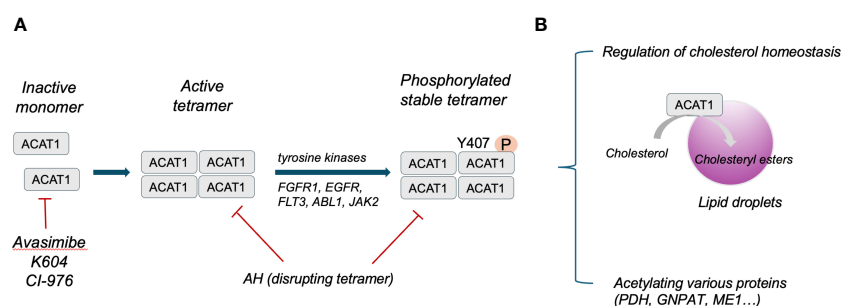 A
Inactive
monomer
ACAT1
ACAT1
Avasimibe
K604
CI-976
Active
tetramer
ACAT1 ACAT1
ACAT1 ACAT1
tyrosine kinases
FGFR1, EGFR,
FLT3, ABL1, JAK2
AH (disrupting tetramer)
Phosphorylated
stable tetramer
Y407 P
ACAT1 ACAT1
ACAT1 ACAT1
B
Regulation of cholesterol homeostasis
ACAT1
Cholesterol
Cholesteryl esters
Lipid droplets
Acetylating various proteins
(PDH, GNPAT, ME1…)